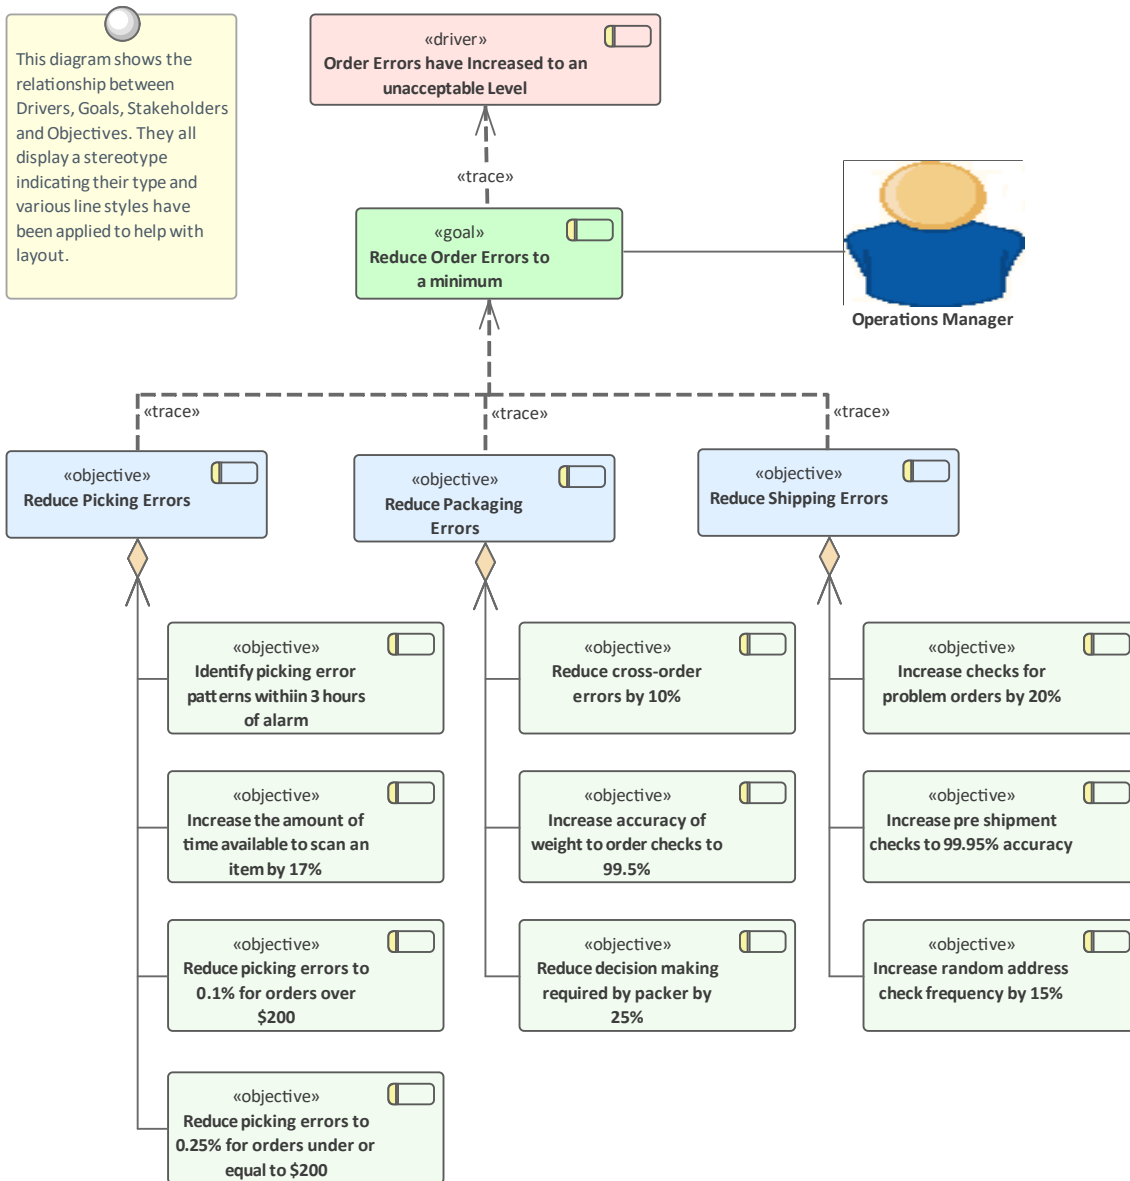 This diagram shows the
relationship between
Drivers, Goals, Stakeholders
and Objectives. They all
display a stereotype
indicating their type and
various line styles have
been applied to help with
layout.
«driver»
Order Errors have Increased to an
unacceptable Level
«trace»
«goal»
Reduce Order Errors to
a minimum
Operations Manager
«trace»
«trace»
«trace»
«objective»
Reduce Picking Errors
«objective»
Reduce Packaging
Errors
«objective»
Reduce Shipping Errors
«objective»
Identify picking error
patterns withiin 3 hours
of alarm
«objective»
Reduce cross-order
errors by 10%
«objective»
Increase checks for
problem orders by 20%
«objective»
Increase the amount of
time available to scan an
item by 17%
«objective»
Increase accuracy of
weight to order checks to
99.5%
«objective»
Increase pre shipment
checks to 99.95% accuracy
«objective»
Reduce picking errors to
0.1% for orders over
$200
«objective»
Reduce decision making
required by packer by
25%
«objective»
Increase random address
check frequency by 15%
«objective»
Reduce picking errors to
0.25% for orders under or
equal to $200